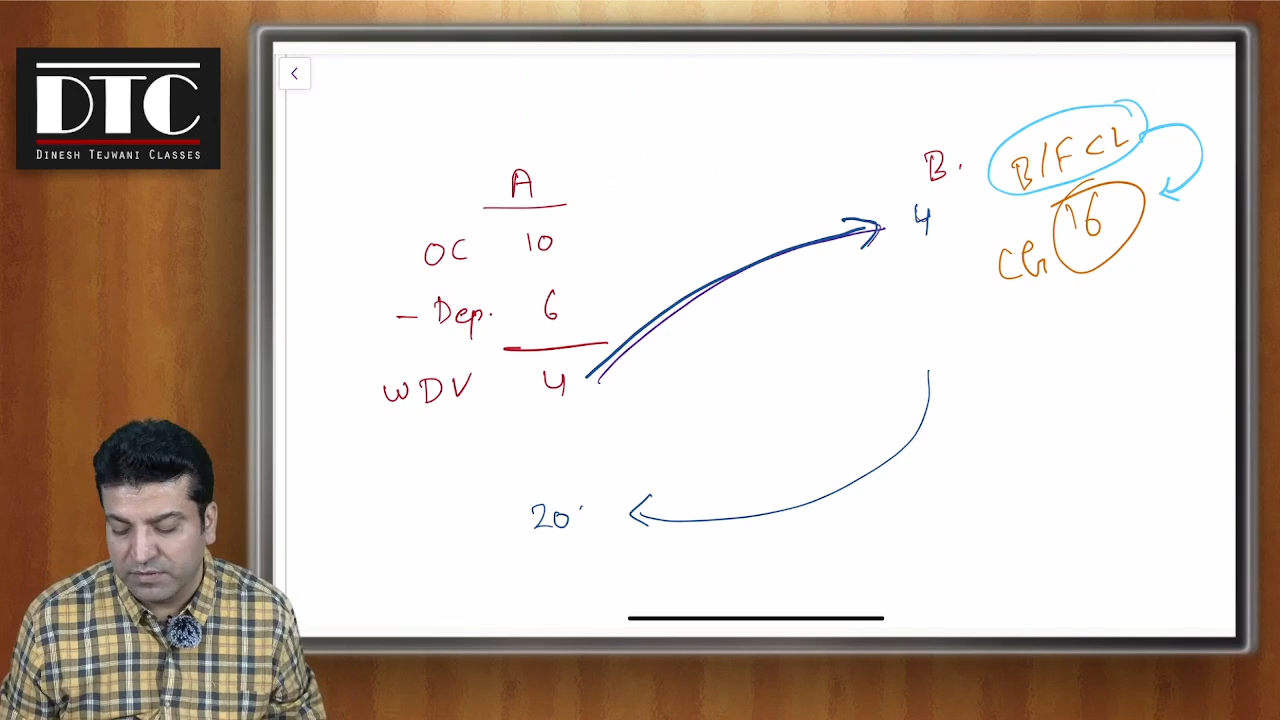 DTC
DINESH TEJWANI CLASSES
A
OC 10
- Dep. 6
WDV 4
B.
4
B/F CL
CG 16
20